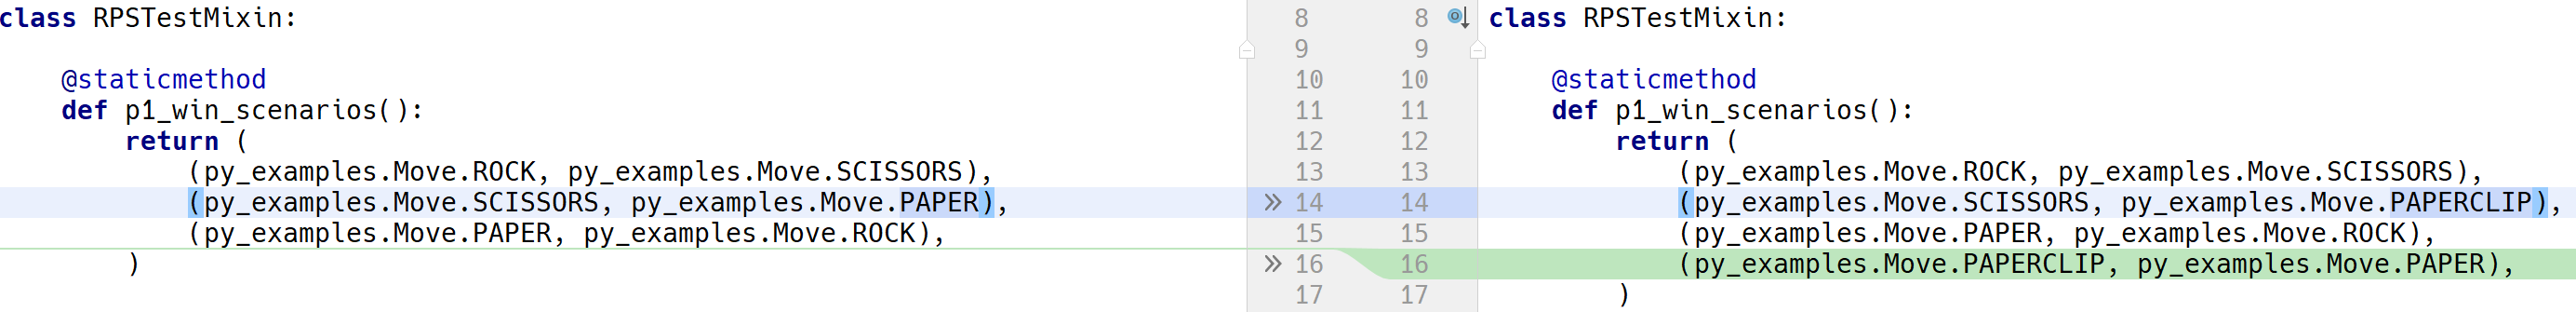 class RPSTestMixin: 8 8 class RPSTestMixin:
9 9
@staticmethod 10 10 @staticmethod
def p1_win_scenarios(): 11 11 def p1_win_scenarios():
return ( 12 12 return (
(py_examples.Move.ROCK, py_examples.Move.SCISSORS), 13 13 (py_examples.Move.ROCK, py_examples.Move.SCISSORS),
(py_examples.Move.SCISSORS, py_examples.Move.PAPER), >> 14 14 (py_examples.Move.SCISSORS, py_examples.Move.PAPERCLIP),
(py_examples.Move.PAPER, py_examples.Move.ROCK), 15 15 (py_examples.Move.PAPER, py_examples.Move.ROCK),
) >> 16 16 (py_examples.Move.PAPERCLIP, py_examples.Move.PAPER),
17 17 )